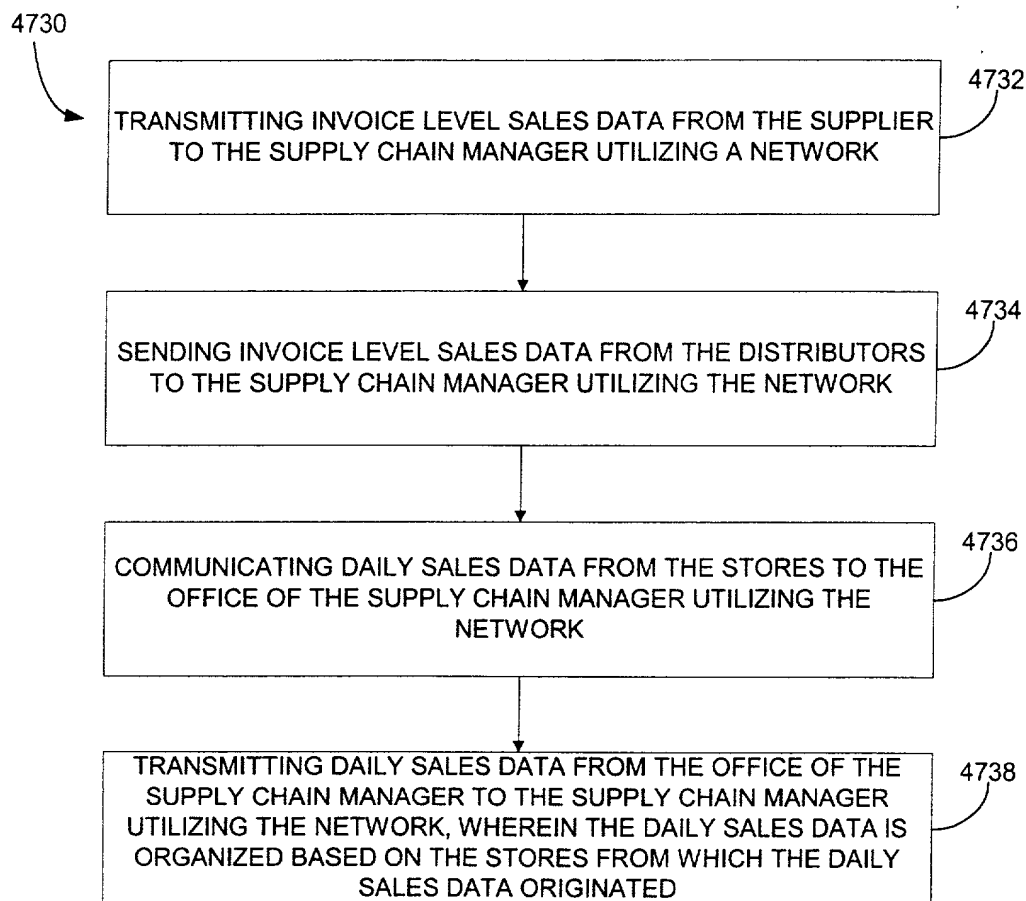 4730
4732
TRANSMITTING INVOICE LEVEL SALES DATA FROM THE SUPPLIER
TO THE SUPPLY CHAIN MANAGER UTILIZING A NETWORK
4734
SENDING INVOICE LEVEL SALES DATA FROM THE DISTRIBUTORS
TO THE SUPPLY CHAIN MANAGER UTILIZING THE NETWORK
4736
COMMUNICATING DAILY SALES DATA FROM THE STORES TO THE
OFFICE OF THE SUPPLY CHAIN MANAGER UTILIZING THE
NETWORK
4738
TRANSMITTING DAILY SALES DATA FROM THE OFFICE OF THE
SUPPLY CHAIN MANAGER TO THE SUPPLY CHAIN MANAGER
UTILIZING THE NETWORK, WHEREIN THE DAILY SALES DATA IS
ORGANIZED BASED ON THE STORES FROM WHICH THE DAILY
SALES DATA ORIGINATED